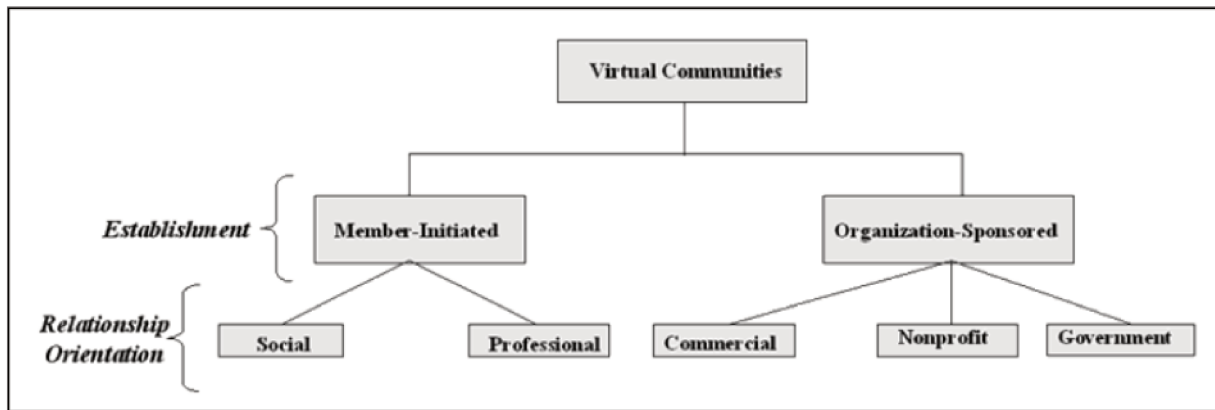 Virtual Communities
Establishment
Member-Initiated
Organization-Sponsored
Relationship
Orientation
Social
Professional
Commercial
Nonprofit
Government